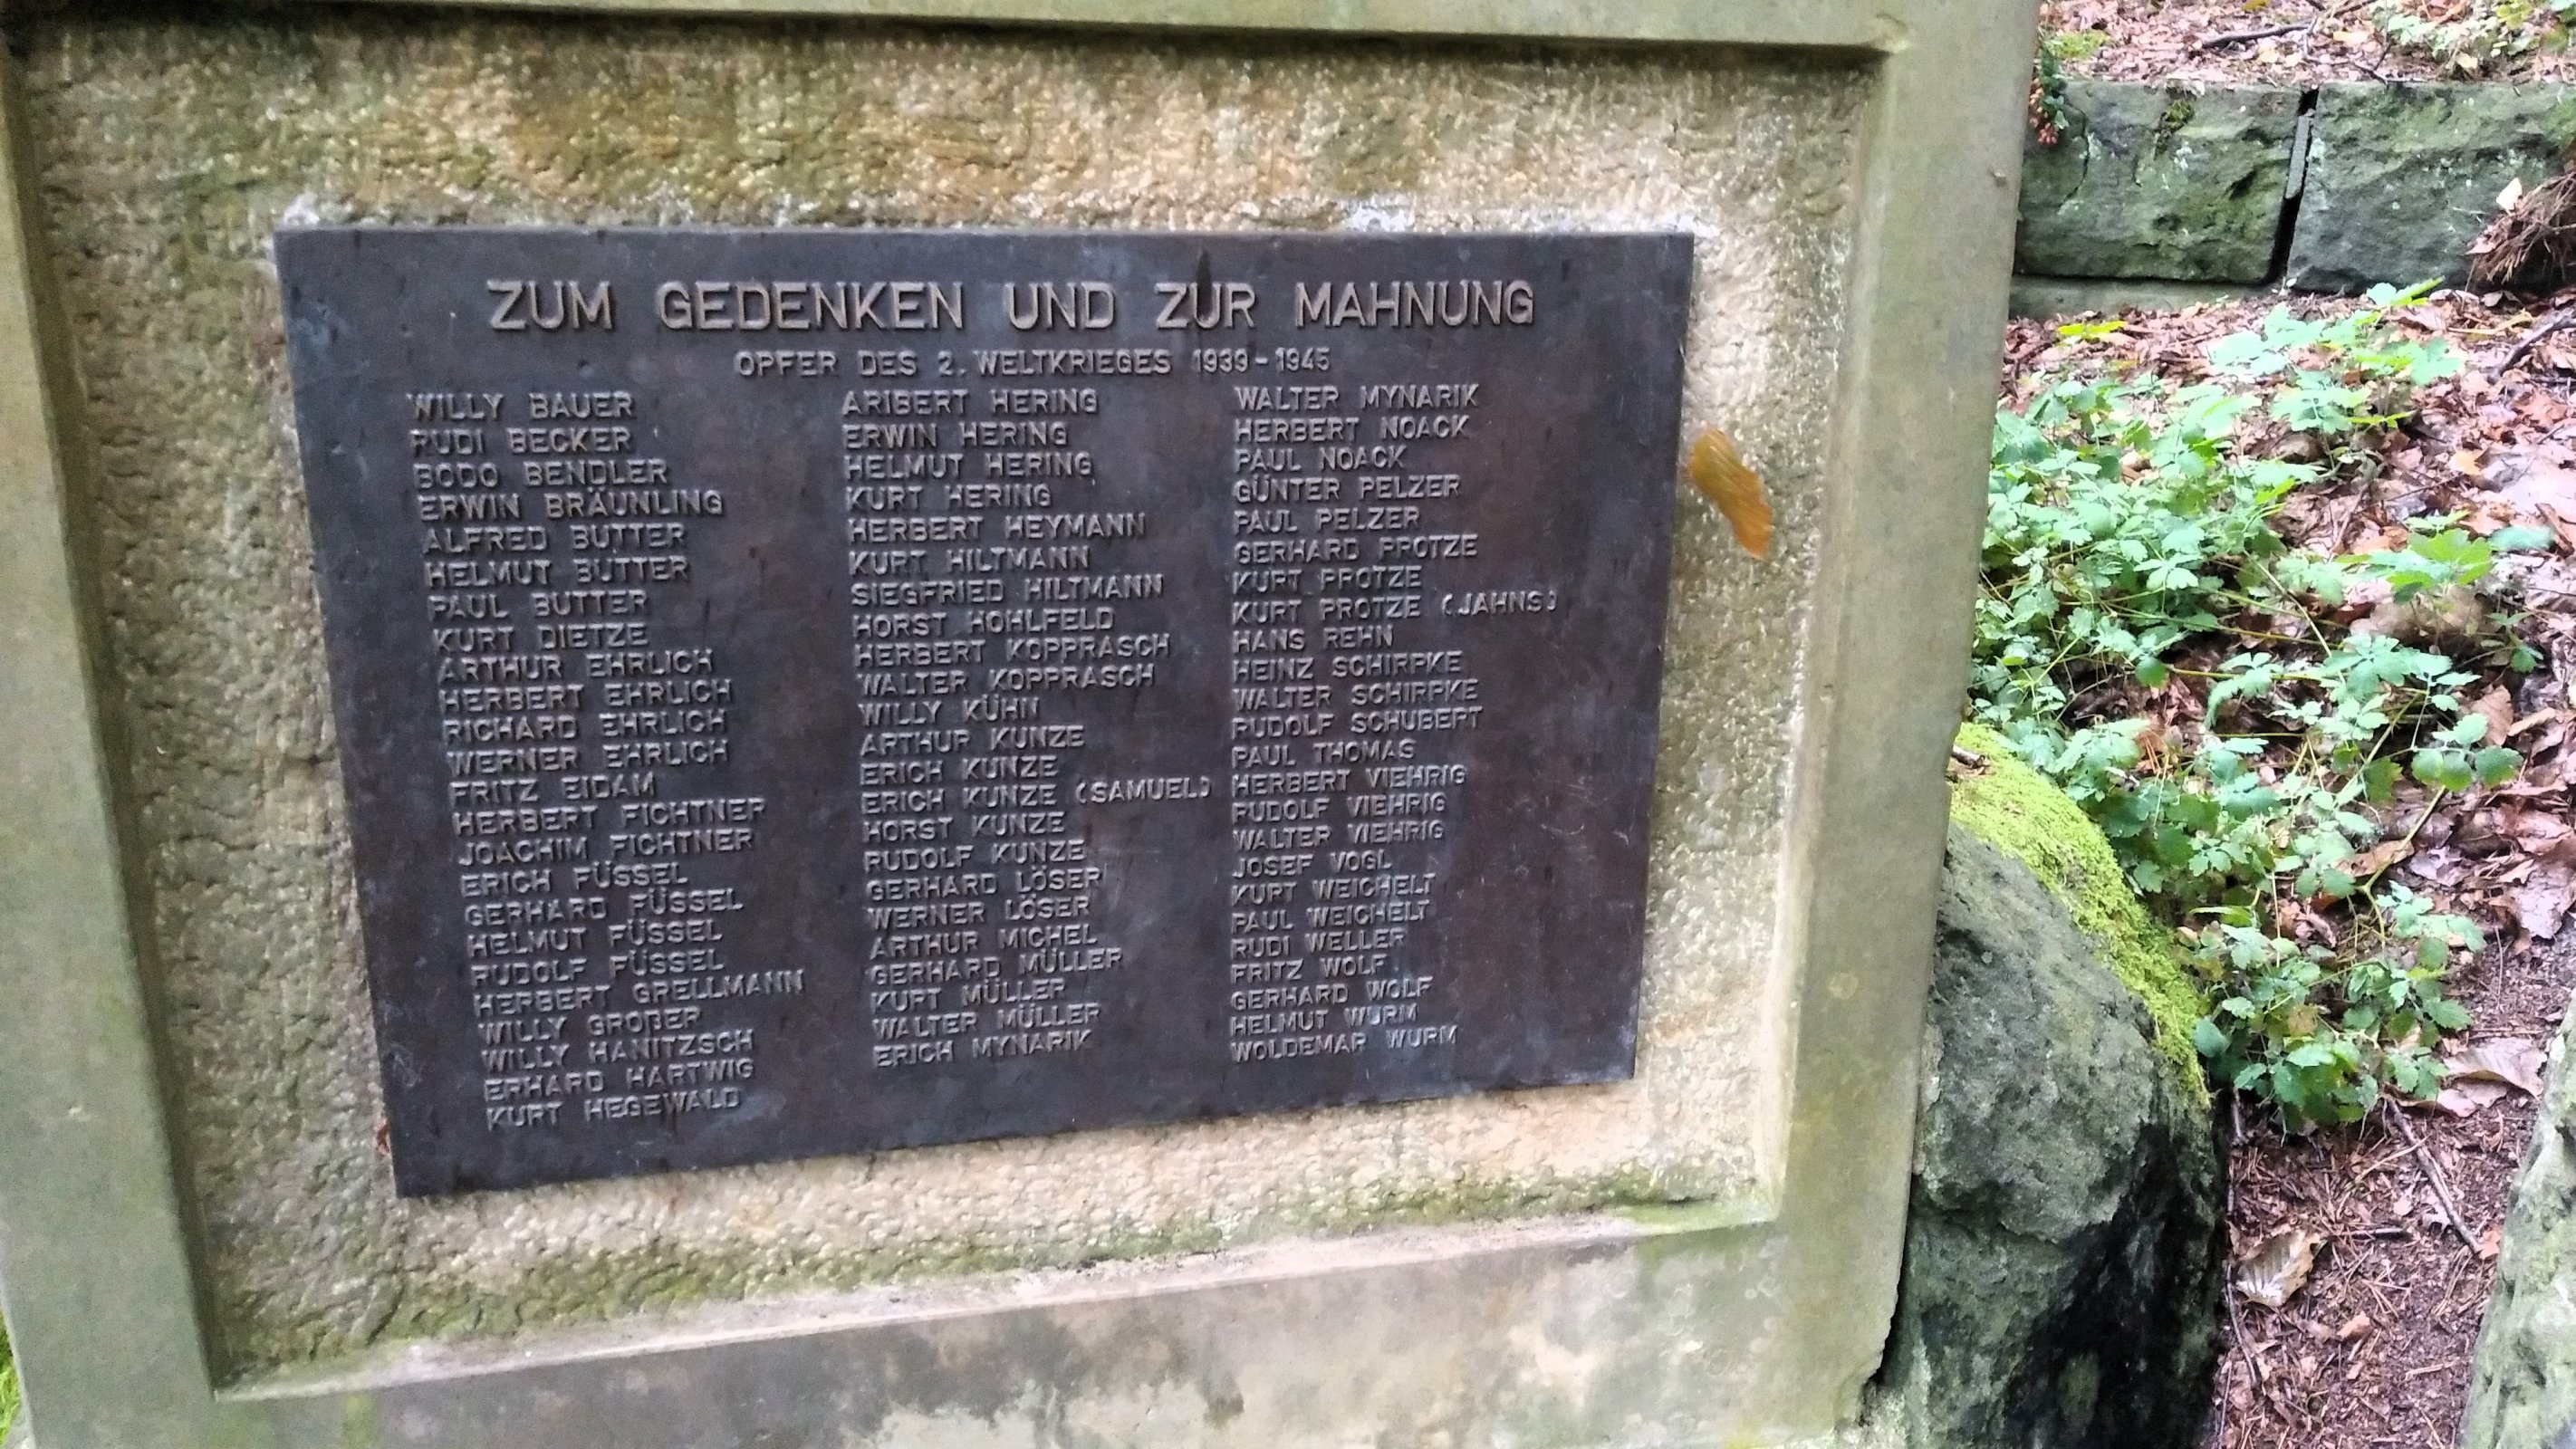 ZUM GEDENKEN UND ZUR MAHNUNG
OPFER DES 2. WELTKRIEGES 1939-1945
WILLY BAUER
RUDI BECKER
BODO BENDLER
ERWIN BRÄUNLING
ALFRED BUTTER
HELMUT BUTTER
PAUL BUTTER
KURT DIETZE
ARTHUR EHRLICH
HERBERT EHRLICH
RICHARD EHRLICH
WERNER EHRLICH
FRITZ EIDAM
HERBERT FICHTNER
JOACHIM FICHTNER
ERICH FÜSSEL
GERHARD FÜSSEL
HELMUT FÜSSEL
RUDOLF FÜSSEL
HERBERT GRELLMANN
WILLY GROßER
WILLY HANITZSCH
ERHARD HARTWIG
KURT HEGEWALD
ARIBERT HERING
ERWIN HERING
HELMUT HERING
KURT HERING
HERBERT HEYMANN
KURT HILTMANN
SIEGFRIED HILTMANN
HORST HOHLFELD
HERBERT KOPPRASCH
WALTER KOPPRASCH
WILLY KÜHN
ARTHUR KUNZE
ERICH KUNZE
ERICH KUNZE (SAMUEL)
HORST KUNZE
RUDOLF KUNZE
GERHARD LÖSER
WERNER LÖSER
ARTHUR MICHEL
GERHARD MÜLLER
KURT MÜLLER
WALTER MÜLLER
ERICH MYNARIK
WALTER MYNARIK
HERBERT NOACK
PAUL NOACK
GÜNTER PELZER
PAUL PELZER
GERHARD PROTZE
KURT PROTZE
KURT PROTZE (JAHNS)
HANS REHN
HEINZ SCHIRPKE
WALTER SCHIRPKE
RUDOLF SCHUBERT
PAUL THOMAS
HERBERT VIEHRIG
RUDOLF VIEHRIG
WALTER VIEHRIG
JOSEF VOGL
KURT WEICHELT
PAUL WEICHELT
RUDI WELLER
FRITZ WOLF
GERHARD WOLF
HELMUT WURM
WOLDEMAR WURM